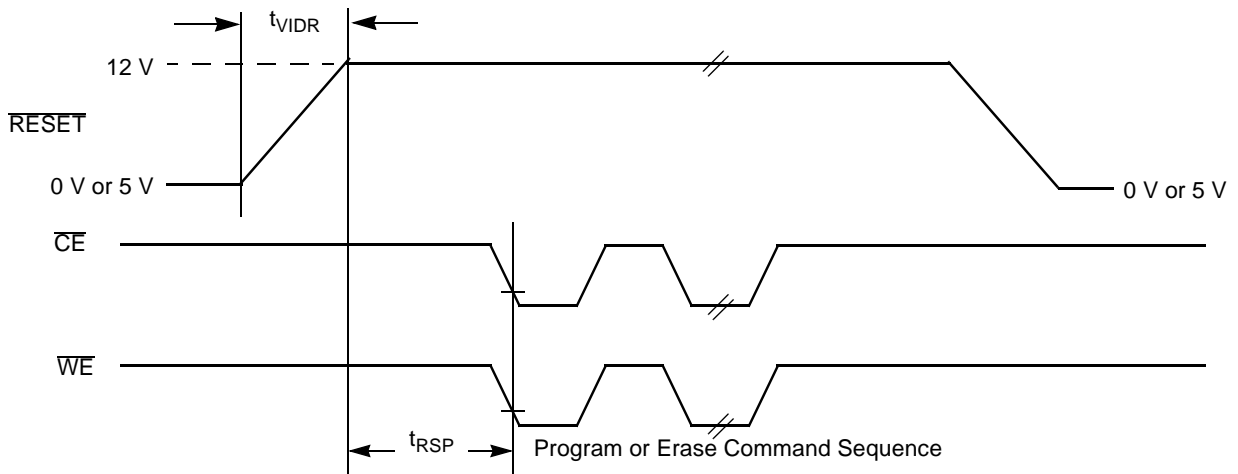 tVIDR
12 V
RESET
0 V or 5 V
0 V or 5 V
CE
WE
tRSP
Program or Erase Command Sequence